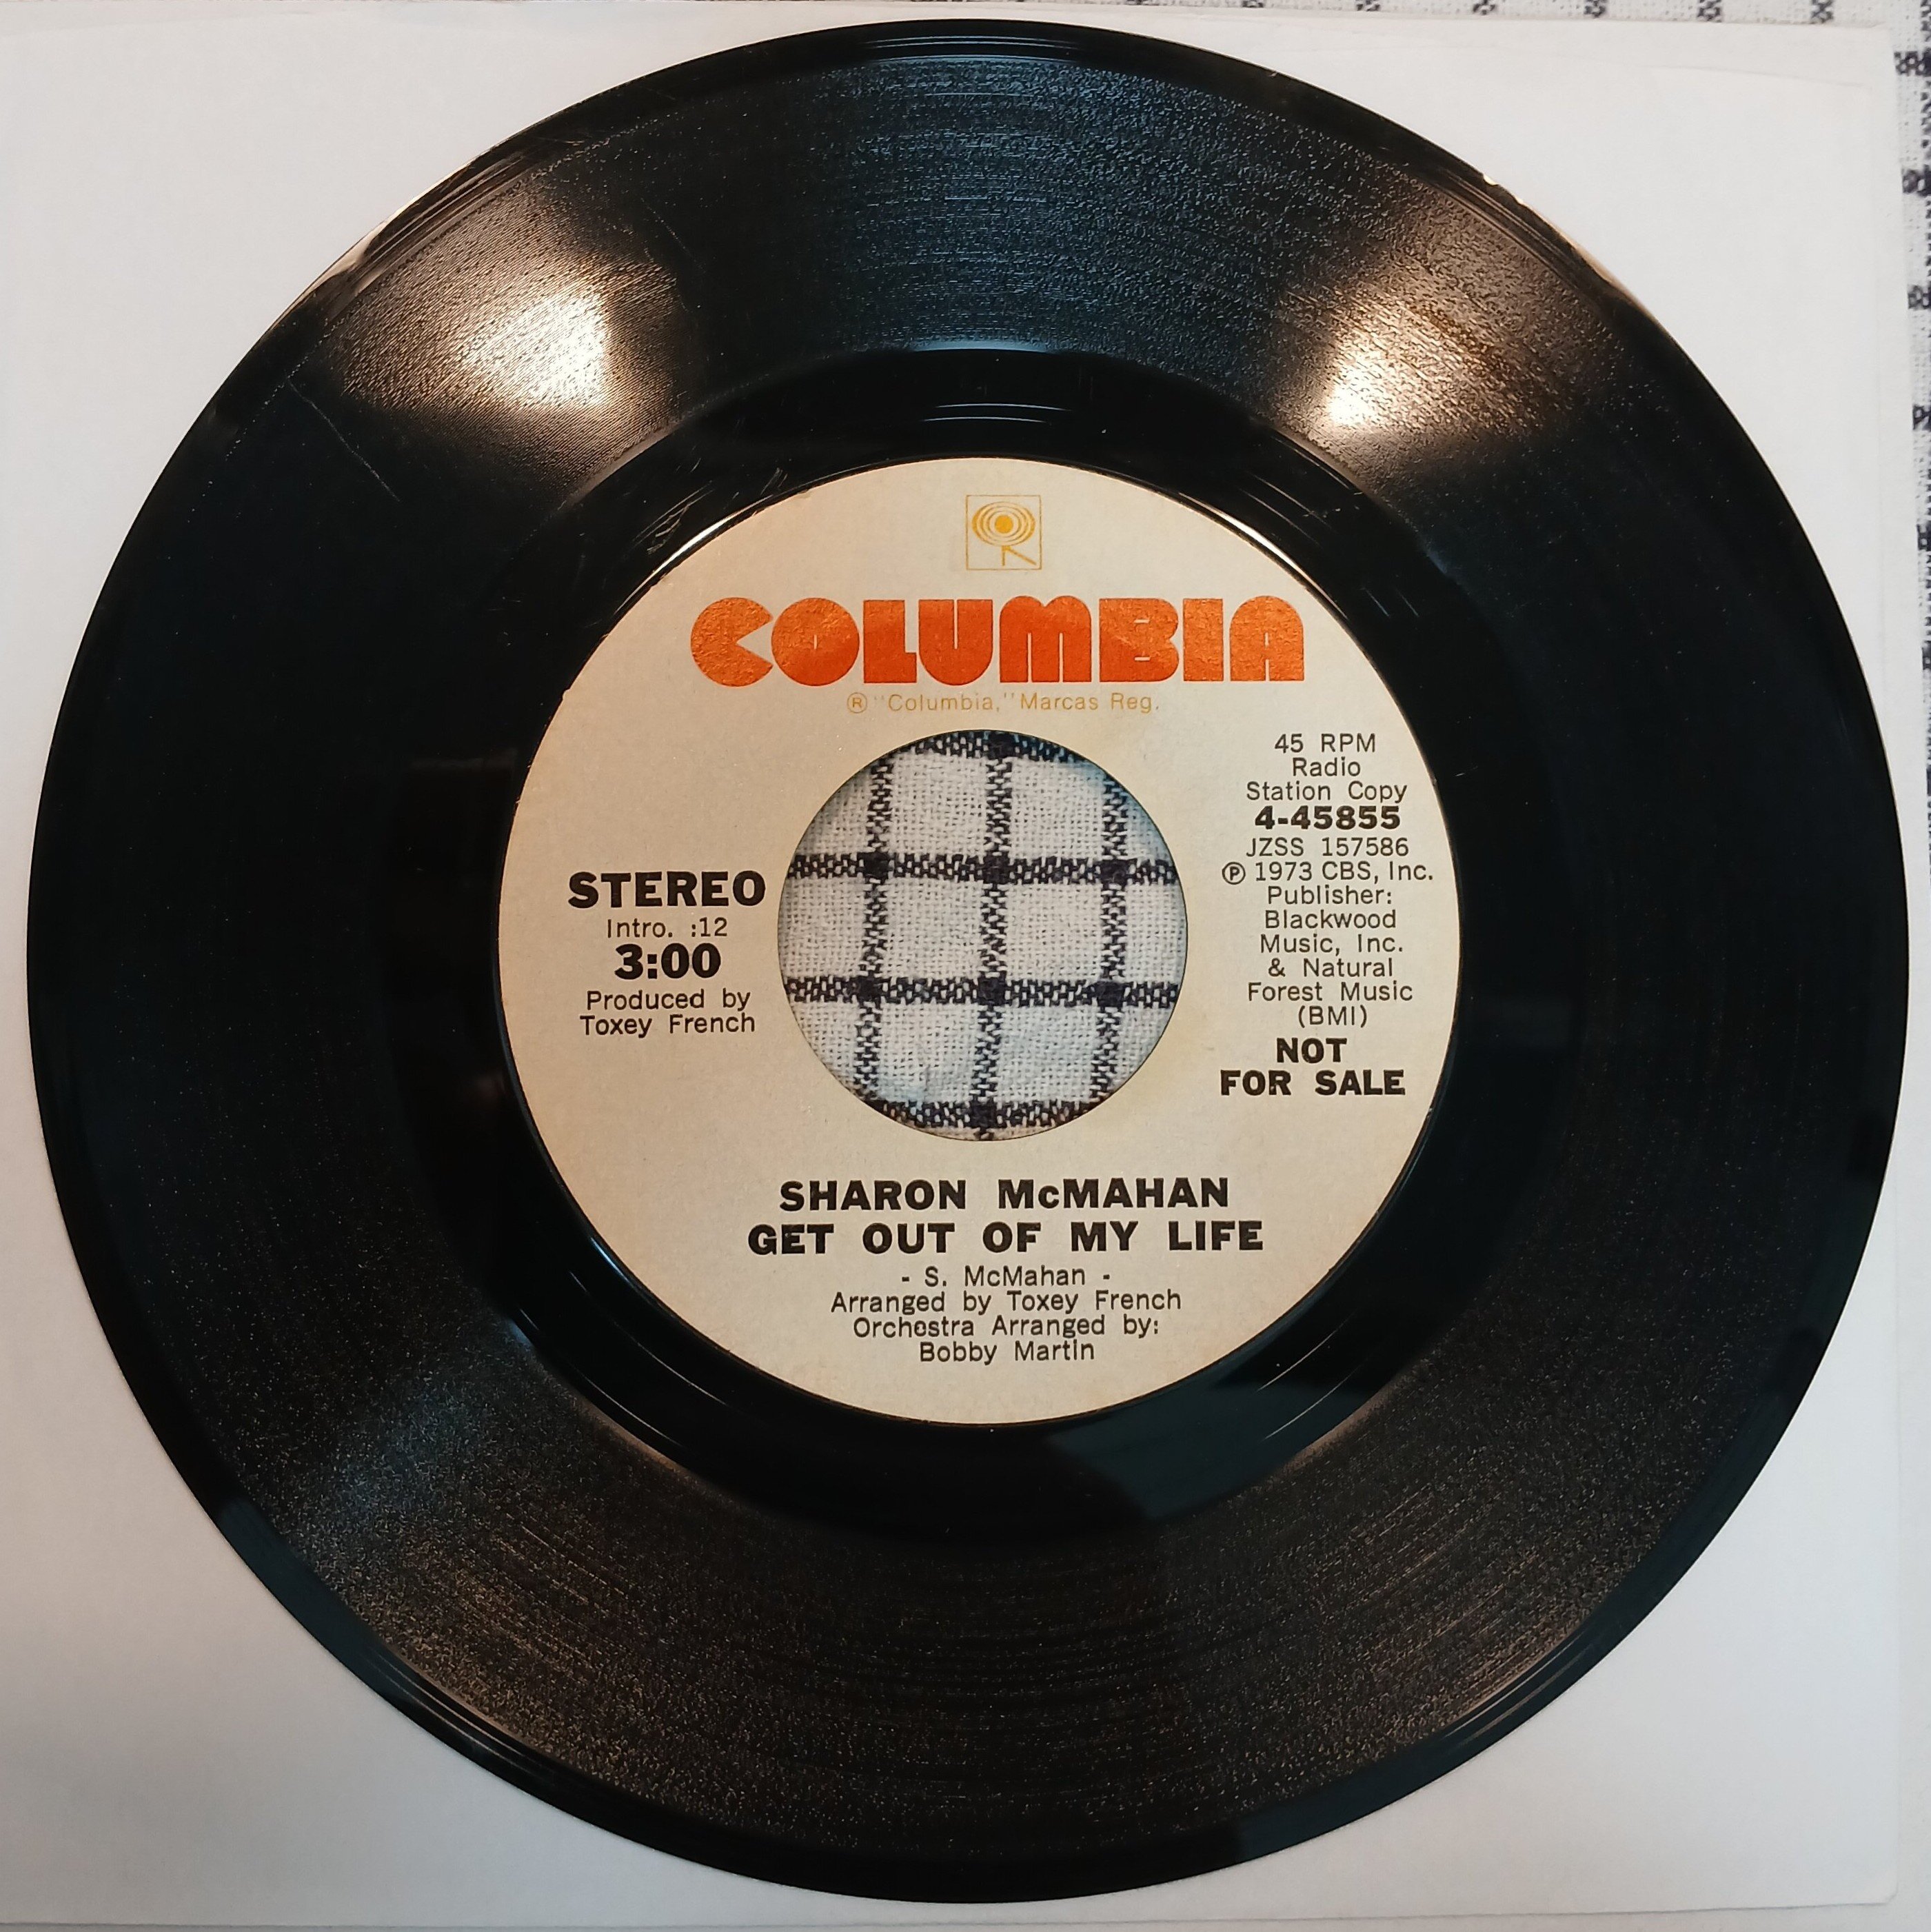 COLUMBIA
® "Columbia," Marcas Reg.
45 RPM
Radio
Station Copy
4-45855
JZSS 157586
℗ 1973 CBS, Inc.
Publisher:
Blackwood
Music, Inc.
& Natural
Forest Music
(BMI)
NOT
FOR SALE
STEREO
Intro. :12
3:00
Produced by
Toxey French
SHARON McMAHAN
GET OUT OF MY LIFE
- S. McMahan -
Arranged by Toxey French
Orchestra Arranged by:
Bobby Martin